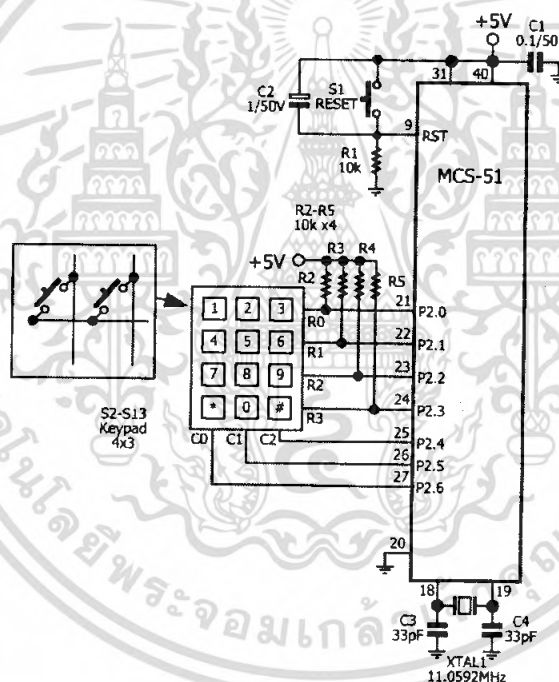 +5V
C1
0.1/50
31
40
C2
1/50V
S1
RESET
9
RST
R1
10k
MCS-51
R2-R5
10k x4
+5V
R3
R4
R2
R5
1 2 3
4 5 6
7 8 9
* 0 #
R0
R1
R2
R3
C0 C1 C2
21
P2.0
22
P2.1
23
P2.2
24
P2.3
25
P2.4
26
P2.5
27
P2.6
S2-S13
Keypad
4x3
20
18
19
C3
33pF
C4
33pF
XTAL1
11.0592MHz